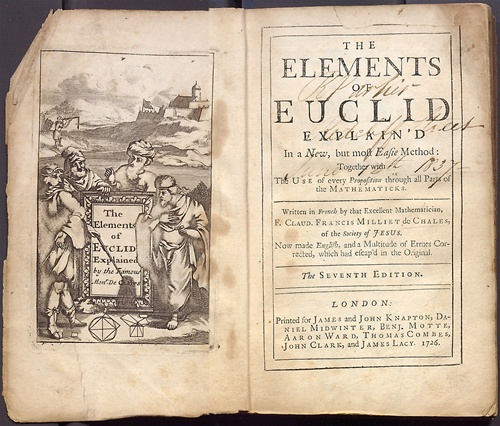 The
Elements
of
EUCLID
Explained
by the Famous
Mons.r De Chales
THE
ELEMENTS
OF
EUCLID
EXPLAIN'D
In a New, but most Easie Method:
Together with
The USE of every Proposition through all Parts of
the MATHEMATICKS.
Written in French by that Excellent Mathematician,
F. CLAUD. FRANCIS MILLIET de CHALES,
of the Society of JESUS.
Now made English, and a Multitude of Errors Cor-
rected, which had escap'd in the Original.
The SEVENTH EDITION.
LONDON:
Printed for JAMES and JOHN KNAPTON, DA-
NIEL MIDWINTER, BENJ. MOTTE,
AARON WARD, THOMAS COMBES,
JOHN CLARK, and JAMES LACY. 1726.